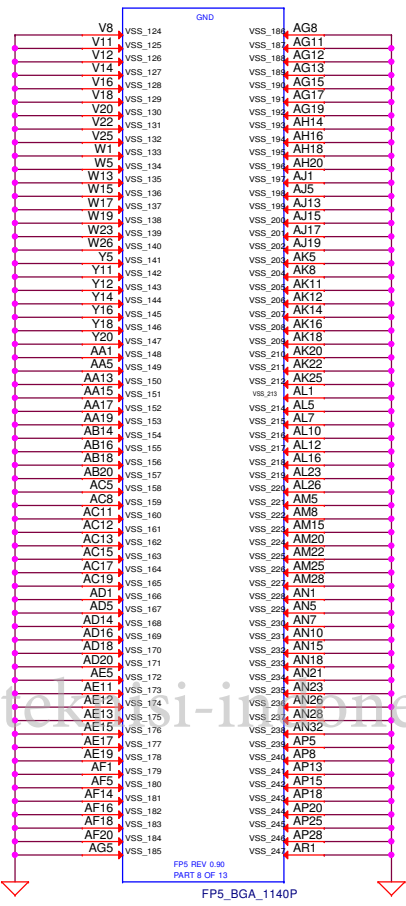 GND
V8 VSS_124 VSS_186 AG8
V11 VSS_125 VSS_187 AG11
V12 VSS_126 VSS_188 AG12
V14 VSS_127 VSS_189 AG13
V16 VSS_128 VSS_190 AG15
V18 VSS_129 VSS_191 AG17
V20 VSS_130 VSS_192 AG19
V22 VSS_131 VSS_193 AH14
V25 VSS_132 VSS_194 AH16
W1 VSS_133 VSS_195 AH18
W5 VSS_134 VSS_196 AH20
W13 VSS_135 VSS_197 AJ1
W15 VSS_136 VSS_198 AJ5
W17 VSS_137 VSS_199 AJ13
W19 VSS_138 VSS_200 AJ15
W23 VSS_139 VSS_201 AJ17
W26 VSS_140 VSS_202 AJ19
Y5 VSS_141 VSS_203 AK5
Y11 VSS_142 VSS_204 AK8
Y12 VSS_143 VSS_205 AK11
Y14 VSS_144 VSS_206 AK12
Y16 VSS_145 VSS_207 AK14
Y18 VSS_146 VSS_208 AK16
Y20 VSS_147 VSS_209 AK18
AA1 VSS_148 VSS_210 AK20
AA5 VSS_149 VSS_211 AK22
AA13 VSS_150 VSS_212 AK25
AA15 VSS_151 VSS_213 AL1
AA17 VSS_152 VSS_214 AL5
AA19 VSS_153 VSS_215 AL7
AB14 VSS_154 VSS_216 AL10
AB16 VSS_155 VSS_217 AL12
AB18 VSS_156 VSS_218 AL16
AB20 VSS_157 VSS_219 AL23
AC5 VSS_158 VSS_220 AL26
AC8 VSS_159 VSS_221 AM5
AC11 VSS_160 VSS_222 AM8
AC12 VSS_161 VSS_223 AM15
AC13 VSS_162 VSS_224 AM20
AC15 VSS_163 VSS_225 AM22
AC17 VSS_164 VSS_226 AM25
AC19 VSS_165 VSS_227 AM28
AD1 VSS_166 VSS_228 AN1
AD5 VSS_167 VSS_229 AN5
AD14 VSS_168 VSS_230 AN7
AD16 VSS_169 VSS_231 AN10
AD18 VSS_170 VSS_232 AN15
AD20 VSS_171 VSS_233 AN18
AE5 VSS_172 VSS_234 AN21
AE11 VSS_173 VSS_235 AN23
AE12 VSS_174 VSS_236 AN26
AE13 VSS_175 VSS_237 AN28
AE15 VSS_176 VSS_238 AN32
AE17 VSS_177 VSS_239 AP5
AE19 VSS_178 VSS_240 AP8
AF1 VSS_179 VSS_241 AP13
AF5 VSS_180 VSS_242 AP15
AF14 VSS_181 VSS_243 AP18
AF16 VSS_182 VSS_244 AP20
AF18 VSS_183 VSS_245 AP25
AF20 VSS_184 VSS_246 AP28
AG5 VSS_185 VSS_247 AR1
FP5 REV 0.90
PART 8 OF 13
FP5_BGA_1140P